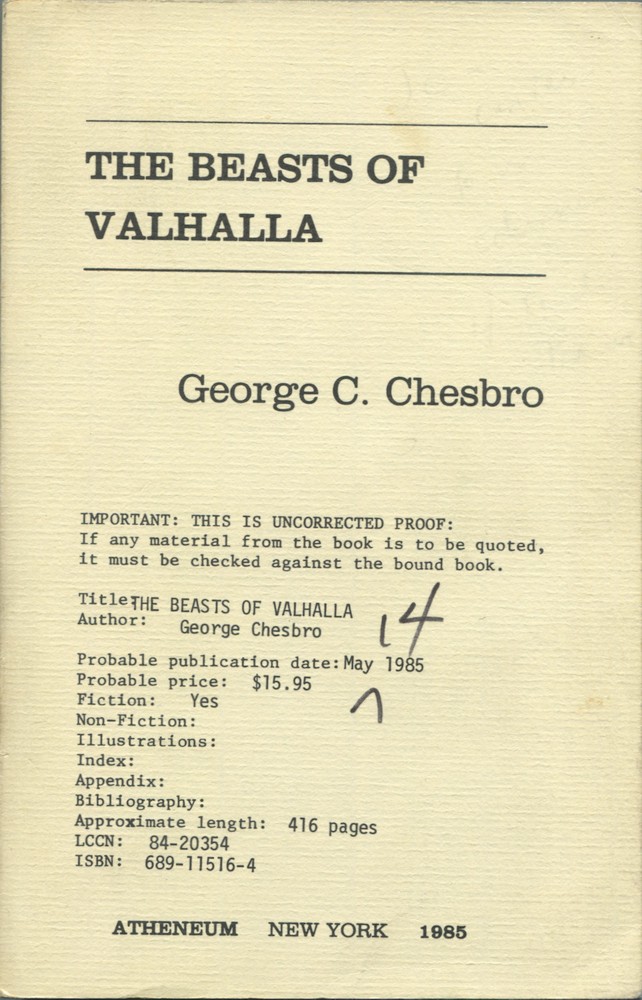 THE BEASTS OF
VALHALLA
George C. Chesbro
IMPORTANT: THIS IS UNCORRECTED PROOF:
If any material from the book is to be quoted,
it must be checked against the bound book.
Title THE BEASTS OF VALHALLA
Author: George Chesbro
14
Probable publication date: May 1985
Probable price: $15.95
Fiction: Yes
Non-Fiction:
Illustrations:
Index:
Appendix:
Bibliography:
Approximate length: 416 pages
LCCN: 84-20354
ISBN: 689-11516-4
ATHENEUM NEW YORK 1985